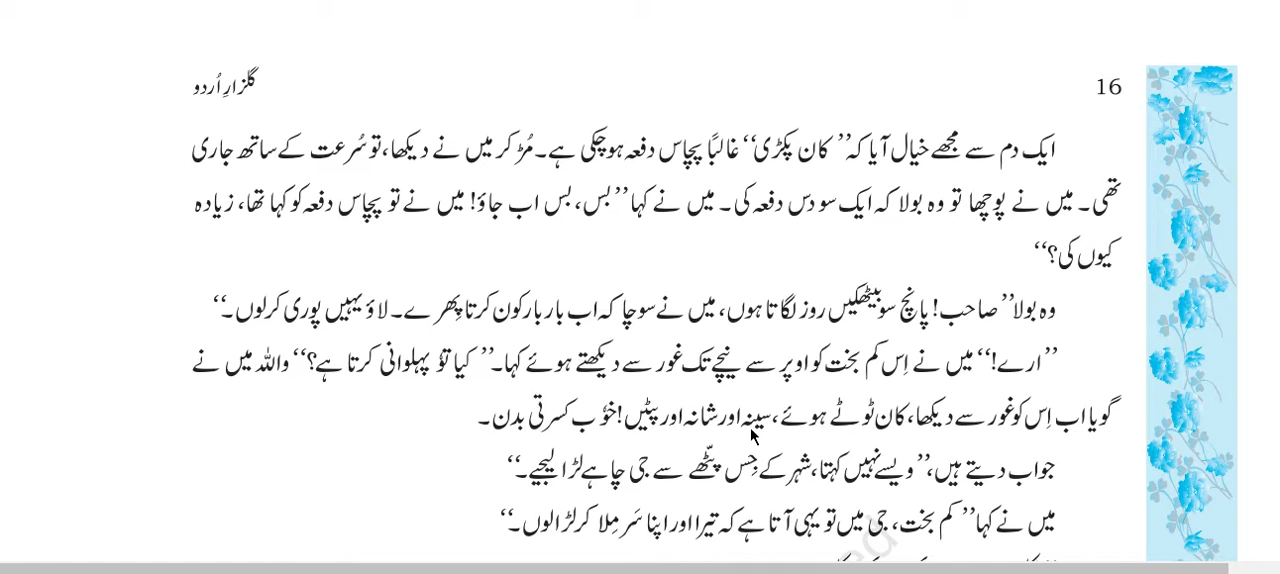 16
گلزارِ اُردو
ایک دم سے مجھے خیال آیا کہ ’’کان پکڑی‘‘ غالباً پچاس دفعہ ہوچکی ہے۔ مُڑ کر میں نے دیکھا، تو سُرعت کے ساتھ جاری
تھی۔ میں نے پوچھا تو وہ بولا کہ ایک سو دس دفعہ کی۔ میں نے کہا ’’بس، بس اب جاؤ! میں نے تو پچاس دفعہ کو کہا تھا، زیادہ
کیوں کی؟‘‘
وہ بولا ’’صاحب! پانچ سو بیٹھکیں روز لگاتا ہوں، میں نے سوچا کہ اب بار بار کون کرتا پھرے۔ لاؤ یہیں پوری کرلوں۔‘‘
’’ارے!‘‘ میں نے اِس کم بخت کو اوپر سے نیچے تک غور سے دیکھتے ہوئے کہا۔ ’’کیا تؤ پہلوانی کرتا ہے؟‘‘ واللہ میں نے
گویا اب اِس کو غور سے دیکھا، کان ٹوٹے ہوئے، سینہ اور شانہ اور پٹیں! خؤب کسرتی بدن۔
جواب دیتے ہیں، ’’ویسے نہیں کہتا، شہر کے جِس پٹّھے سے جی چاہے لڑا لیجیے۔‘‘
میں نے کہا ’’کم بخت، جی میں تو یہی آتا ہے کہ تیرا اور اپنا سَر مِلا کر لڑا لوں۔‘‘
ed